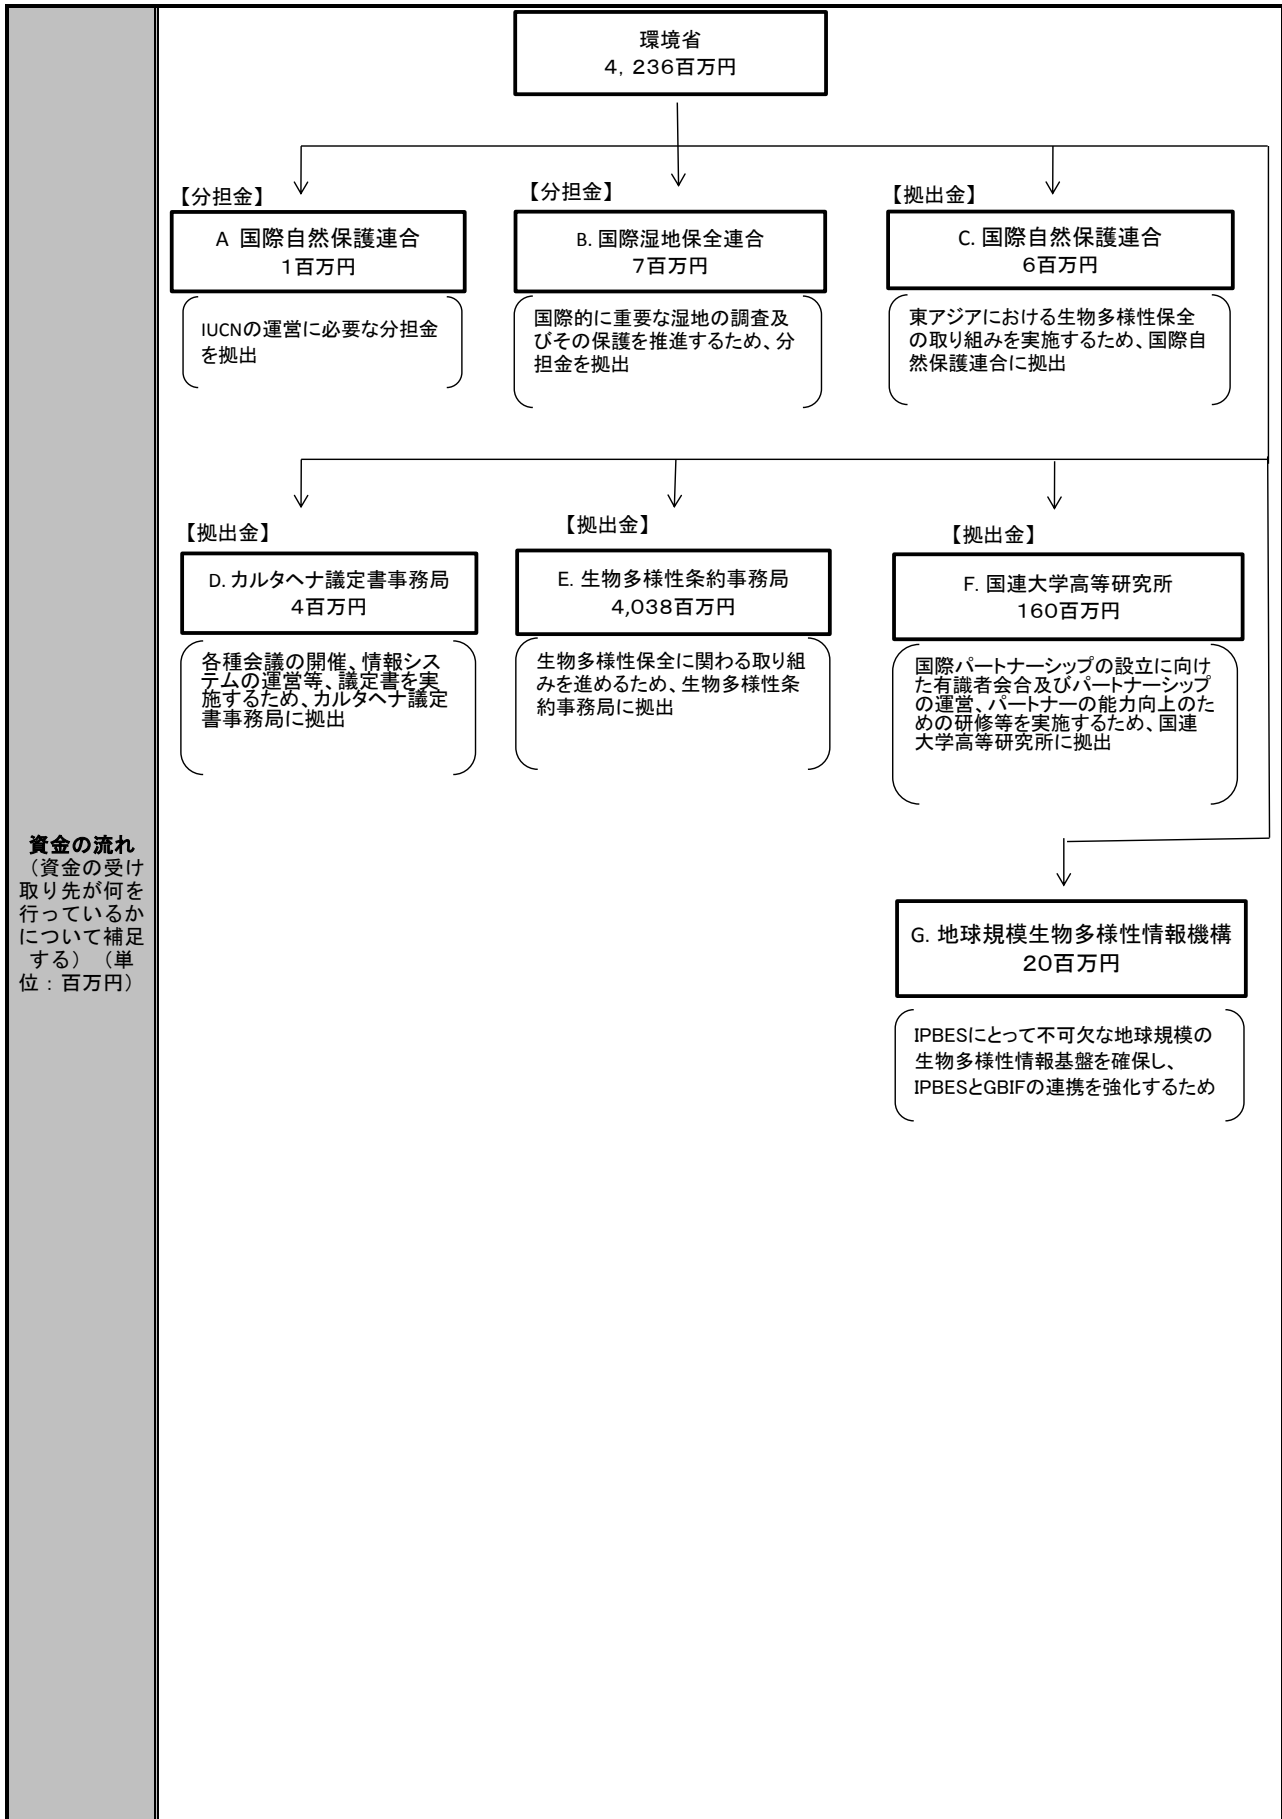 環境省
4，236百万円
【分担金】
【分担金】
【拠出金】
A 国際自然保護連合
1百万円
B. 国際湿地保全連合
7百万円
C. 国際自然保護連合
6百万円
IUCNの運営に必要な分担金
を拠出
国際的に重要な湿地の調査及
びその保護を推進するため、分
担金を拠出
東アジアにおける生物多様性保全
の取り組みを実施するため、国際自
然保護連合に拠出
【拠出金】
【拠出金】
【拠出金】
D. カルタヘナ議定書事務局
4百万円
E. 生物多様性条約事務局
4,038百万円
F. 国連大学高等研究所
160百万円
各種会議の開催、情報シス
テムの運営等、議定書を実
施するため、カルタヘナ議定
書事務局に拠出
生物多様性保全に関わる取り組
みを進めるため、生物多様性条
約事務局に拠出
国際パートナーシップの設立に向け
た有識者会合及びパートナーシップ
の運営、パートナーの能力向上のた
めの研修等を実施するため、国連
大学高等研究所に拠出
資金の流れ
（資金の受け
取り先が何を
行っているか
について補足
する）（単
位：百万円）
G. 地球規模生物多様性情報機構
20百万円
IPBESにとって不可欠な地球規模の
生物多様性情報基盤を確保し、
IPBESとGBIFの連携を強化するため